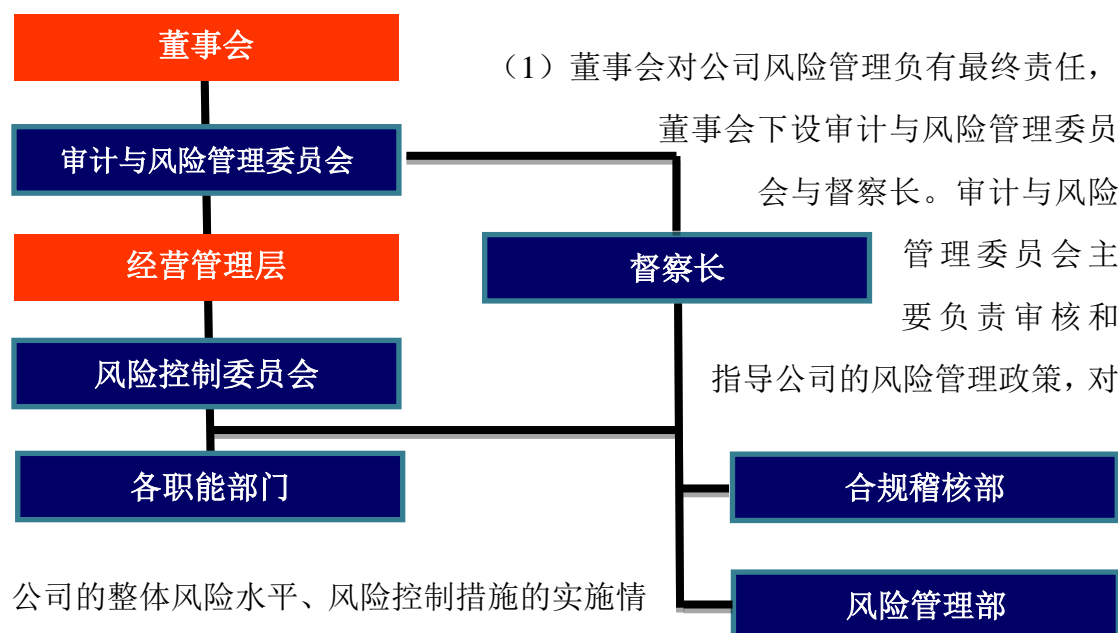 董事会
（1）董事会对公司风险管理负有最终责任，
董事会下设审计与风险管理委员
审计与风险管理委员会
会与督察长。审计与风险
经营管理层
督察长
管理委员会主
要负责审核和
风险控制委员会
指导公司的风险管理政策，对
各职能部门
合规稽核部
公司的整体风险水平、风险控制措施的实施情
风险管理部